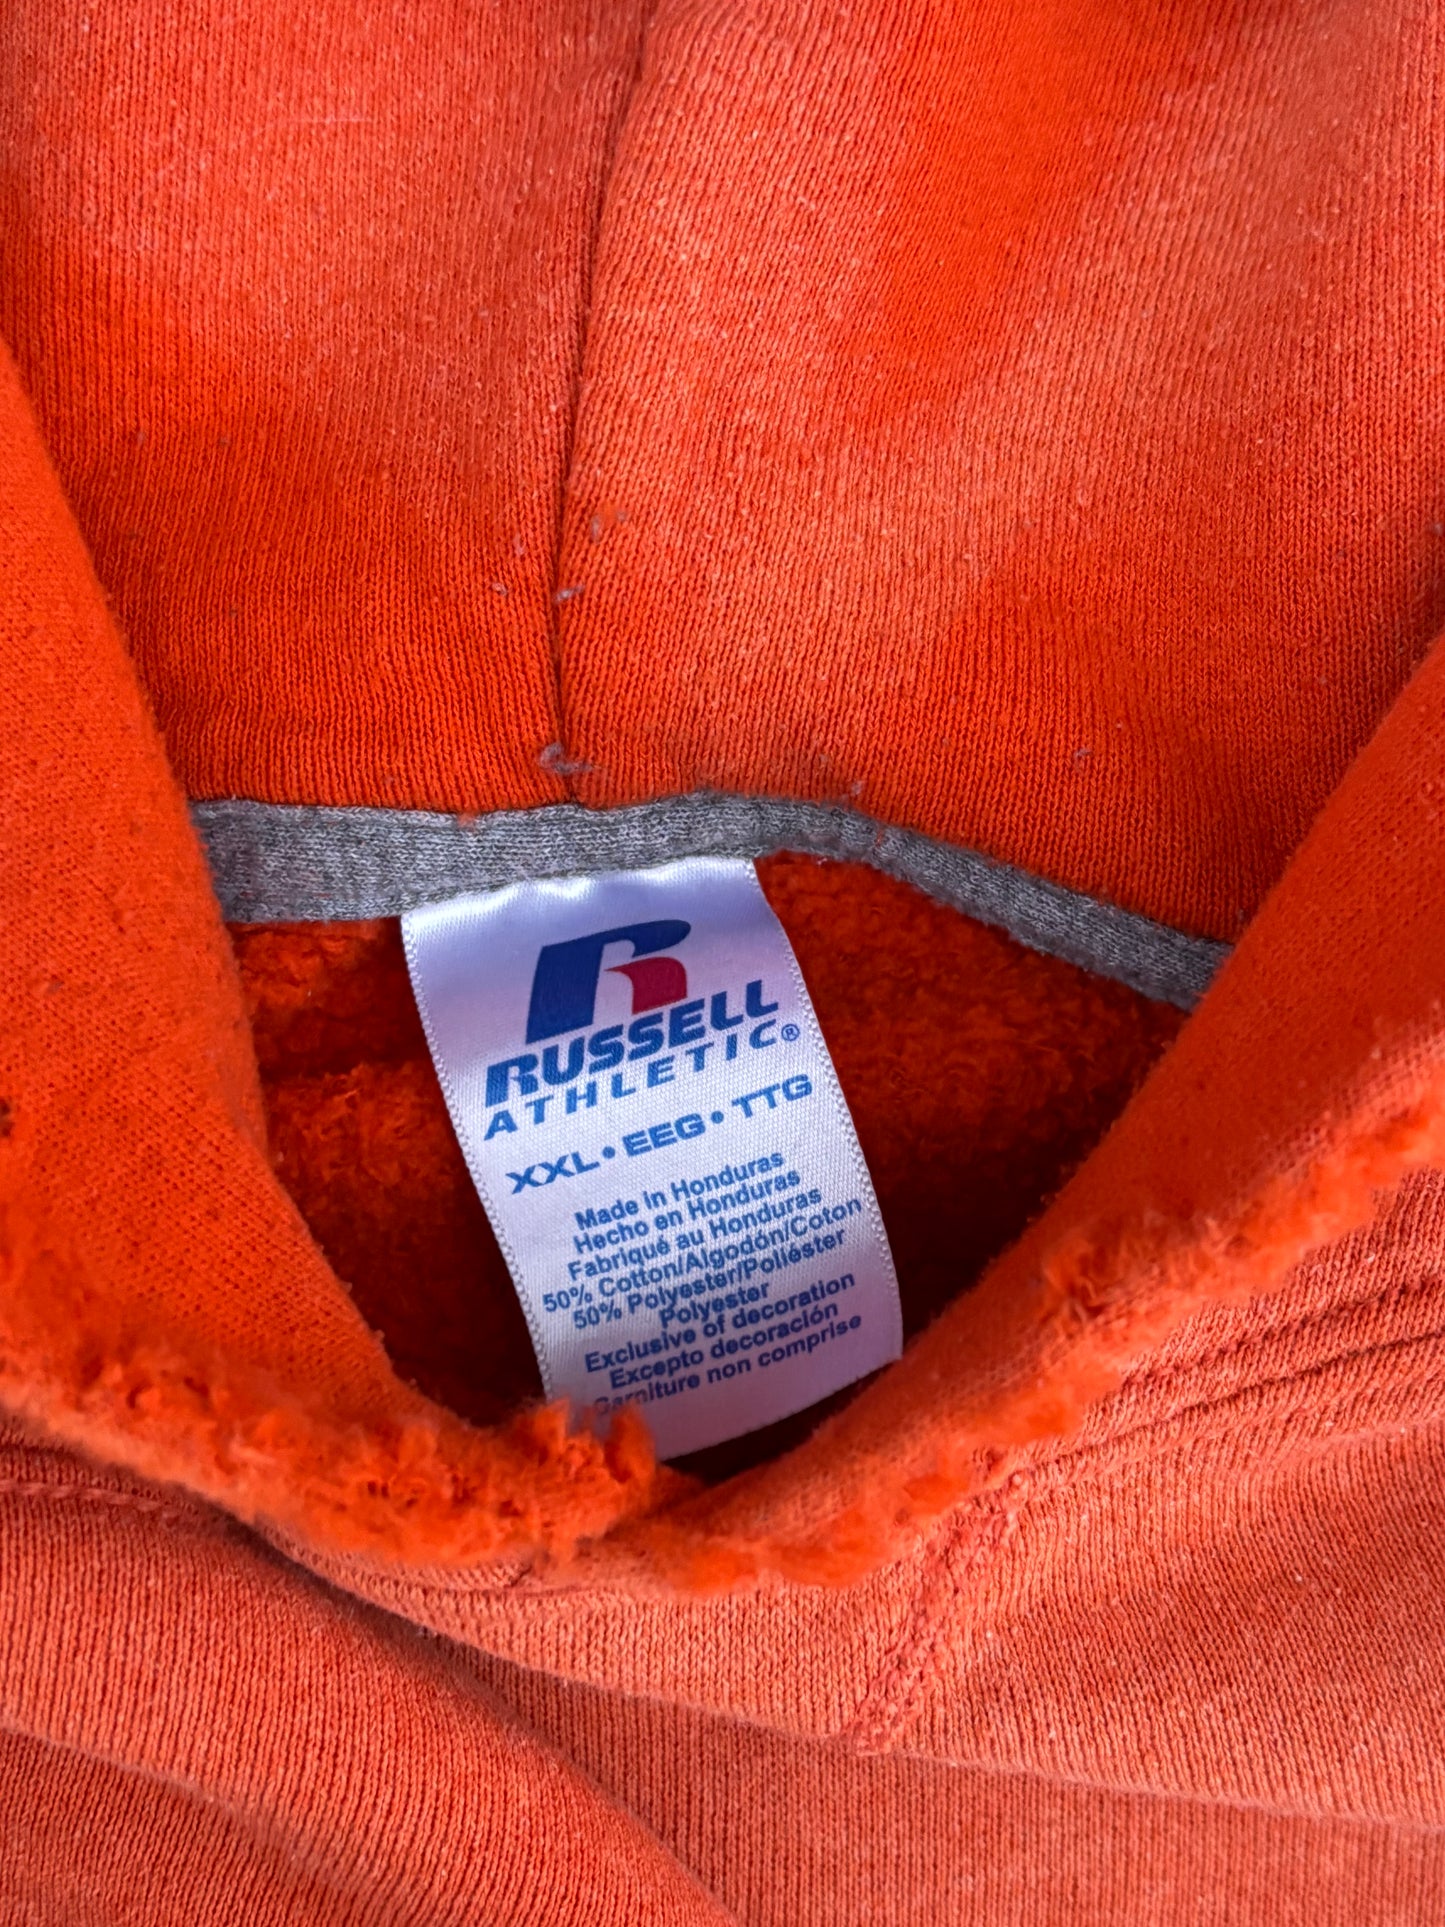 RUSSELL
ATHLETIC®
XXL • EEG • TTG
Made in Honduras
Hecho en Honduras
Fabriqué au Honduras
50% Cotton/Algodón/Coton
50% Polyester/Poliéster
Polyester
Exclusive of decoration
Excepto decoración
Garniture non comprise